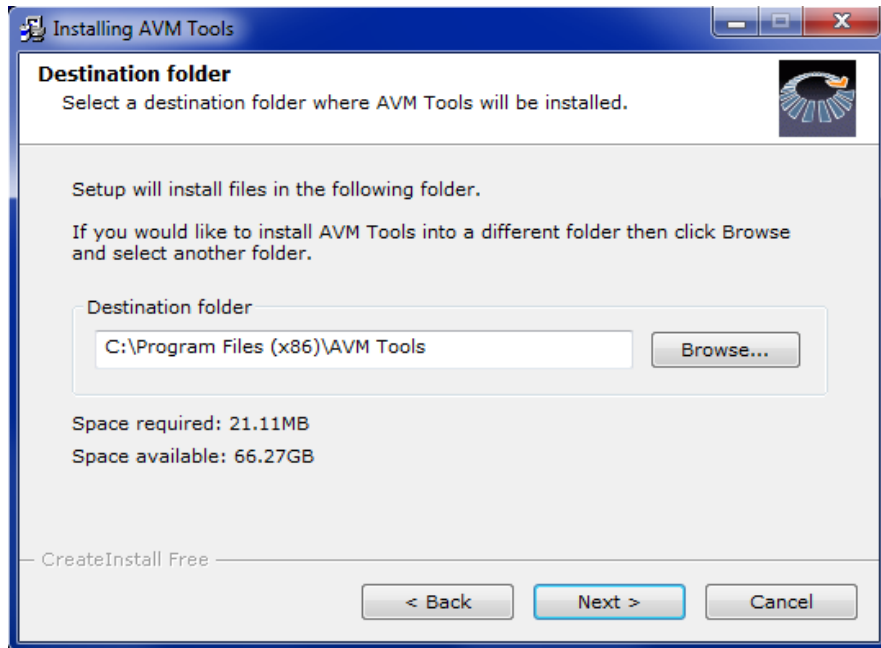 Installing AVM Tools
Destination folder
Select a destination folder where AVM Tools will be installed.
Setup will install files in the following folder.
If you would like to install AVM Tools into a different folder then click Browse
and select another folder.
Destination folder
C:\Program Files (x86)\AVM Tools
Browse...
Space required: 21.11MB
Space available: 66.27GB
CreateInstall Free
< Back
Next >
Cancel